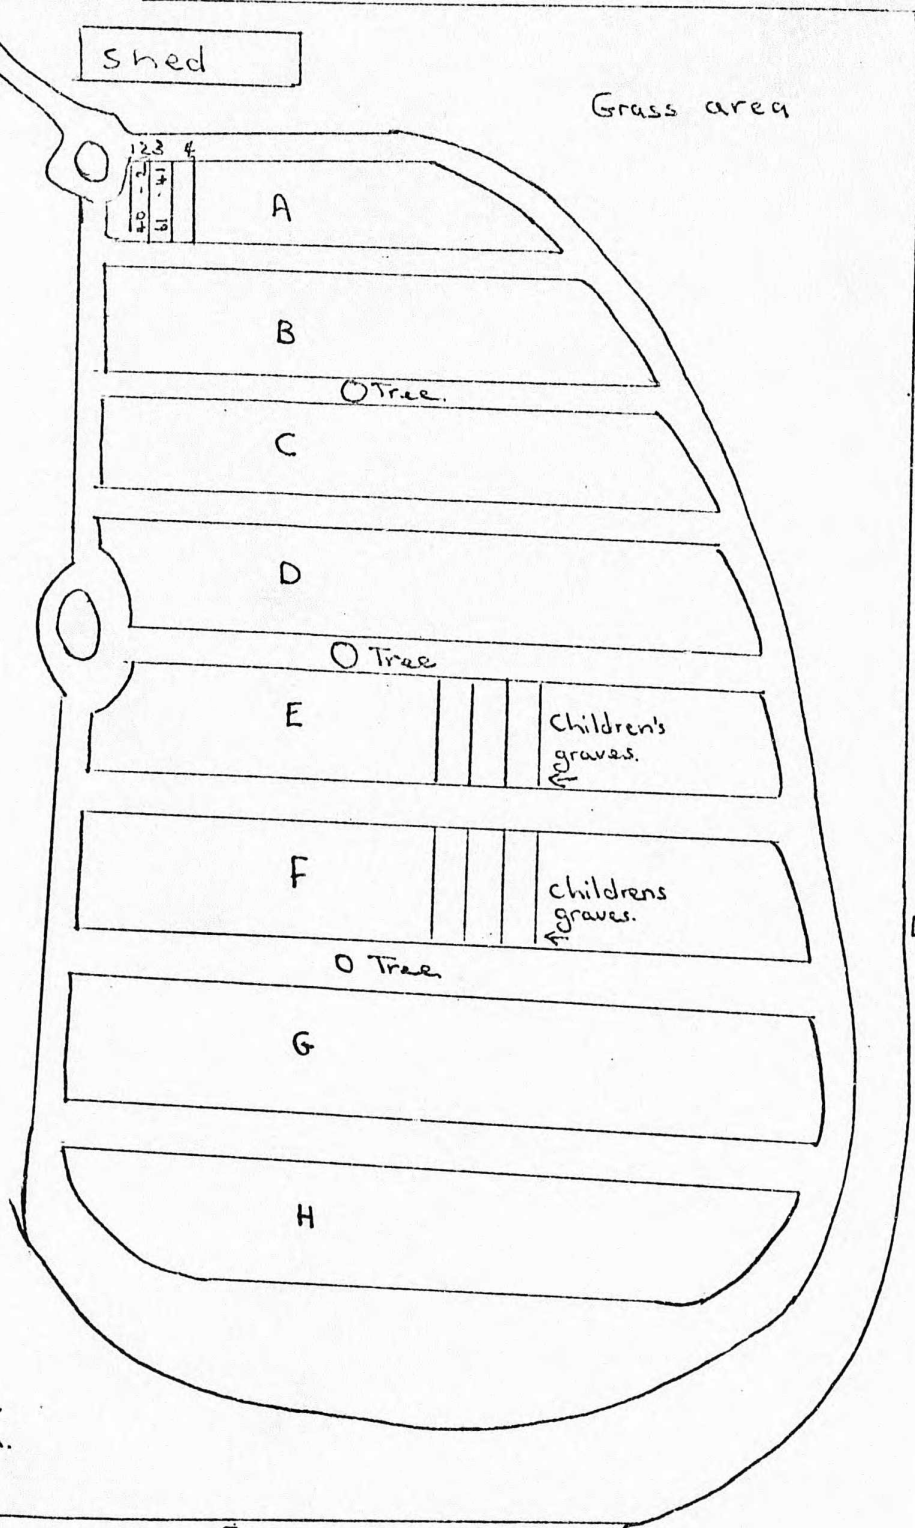 Shed
Grass area
1 2 3 4
A
B
Tree.
C
D
Tree
E
Children's
graves.
F
Childrens
graves.
Tree
G
H